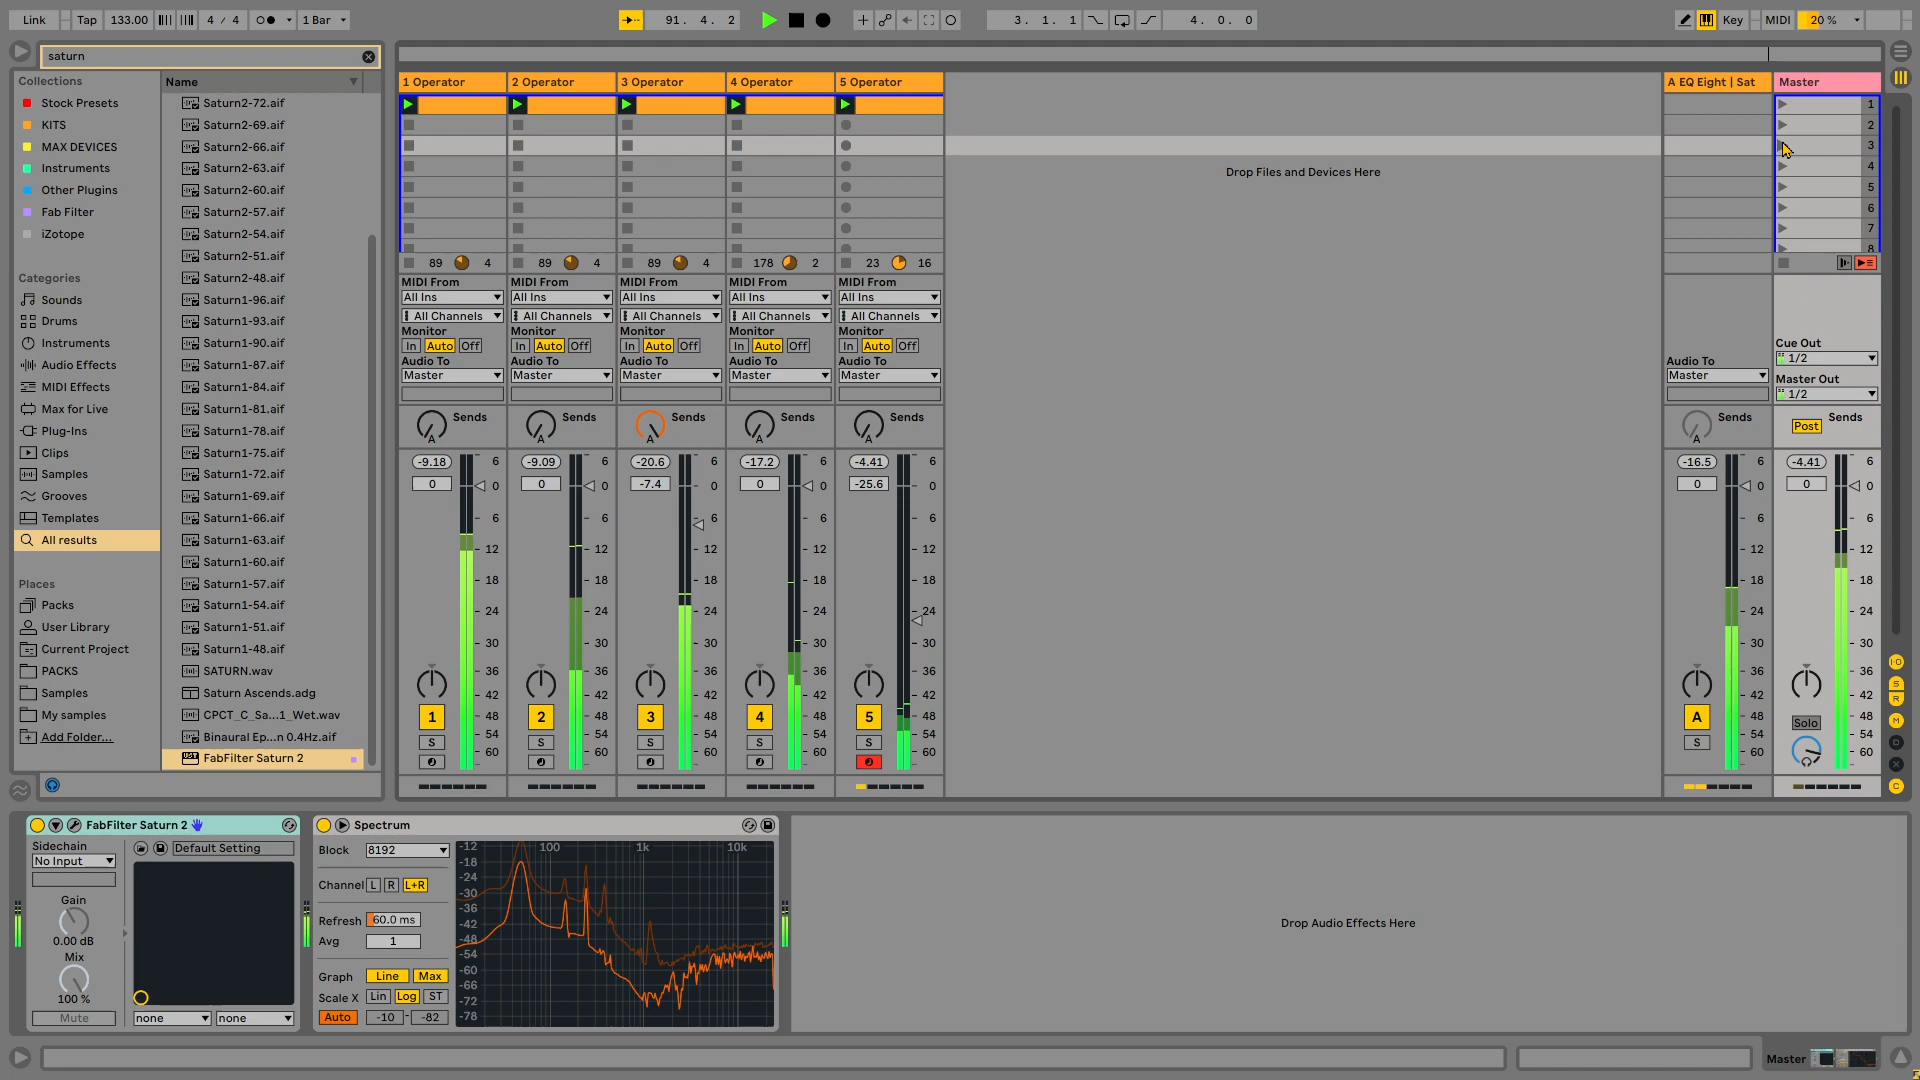 Link Tap 133.00 4 / 4 1 Bar 91. 4. 2 3. 1. 1 4. 0. 0 Key MIDI 20 %
saturn
Collections
Stock Presets
KITS
MAX DEVICES
Instruments
Other Plugins
Fab Filter
iZotope
Categories
Sounds
Drums
Instruments
Audio Effects
MIDI Effects
Max for Live
Plug-Ins
Clips
Samples
Grooves
Templates
All results
Places
Packs
User Library
Current Project
PACKS
Samples
My samples
Add Folder...
Name
Saturn2-72.aif
Saturn2-69.aif
Saturn2-66.aif
Saturn2-63.aif
Saturn2-60.aif
Saturn2-57.aif
Saturn2-54.aif
Saturn2-51.aif
Saturn2-48.aif
Saturn1-96.aif
Saturn1-93.aif
Saturn1-90.aif
Saturn1-87.aif
Saturn1-84.aif
Saturn1-81.aif
Saturn1-78.aif
Saturn1-75.aif
Saturn1-72.aif
Saturn1-69.aif
Saturn1-66.aif
Saturn1-63.aif
Saturn1-60.aif
Saturn1-57.aif
Saturn1-54.aif
Saturn1-51.aif
Saturn1-48.aif
SATURN.wav
Saturn Ascends.adg
CPCT_C_Sa...1_Wet.wav
Binaural Ep...n 0.4Hz.aif
FabFilter Saturn 2
1 Operator 2 Operator 3 Operator 4 Operator 5 Operator A EQ Eight | Sat Master
1
2
3
4
5
6
7
8
Drop Files and Devices Here
89 4 89 4 89 4 178 2 23 16
MIDI From MIDI From MIDI From MIDI From MIDI From
All Ins All Ins All Ins All Ins All Ins
All Channels All Channels All Channels All Channels All Channels
Monitor Monitor Monitor Monitor Monitor
In Auto Off In Auto Off In Auto Off In Auto Off In Auto Off
Audio To Audio To Audio To Audio To Audio To Audio To
Master Master Master Master Master Master
Cue Out
1/2
Master Out
1/2
Sends Sends Sends Sends Sends Sends Sends
A A A A A A Post
-9.18 6 -9.09 6 -20.6 6 -17.2 6 -4.41 6 -16.5 6 -4.41 6
0 0 0 0 -7.4 0 0 0 -25.6 0 0 0 0 0
6 6 6 6 6 6 6
12 12 12 12 12 12 12
18 18 18 18 18 18 18
24 24 24 24 24 24 24
30 30 30 30 30 30 30
36 36 36 36 36 36 36
42 42 42 42 42 42 42
1 48 2 48 3 48 4 48 5 48 A 48 Solo 48
54 54 54 54 54 54 54
S 60 S 60 S 60 S 60 S 60 S 60 60
I·O
S
R
M
D
X
C
FabFilter Saturn 2
Sidechain
No Input
Gain
0.00 dB
Mix
100 %
Mute
Default Setting
none none
Spectrum
Block 8192
Channel L R L+R
Refresh 60.0 ms
Avg 1
Graph Line Max
Scale X Lin Log ST
Auto -10 - -82
100 1k 10k
-12
-18
-24
-30
-36
-42
-48
-54
-60
-66
-72
-78
Drop Audio Effects Here
Master